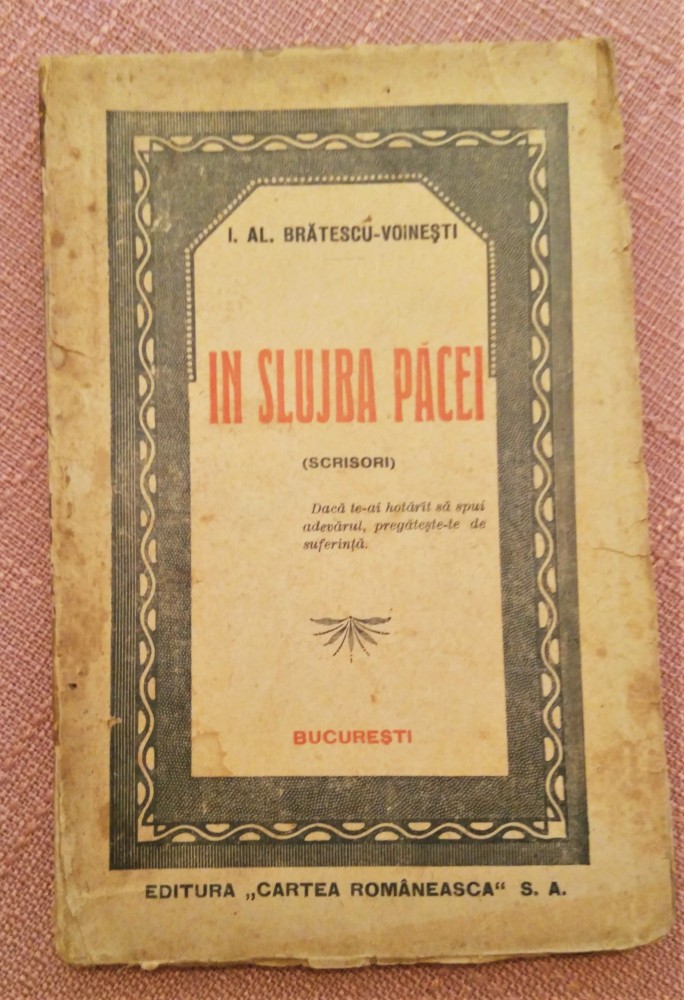 I. AL. BRĂTESCU-VOINEȘTI
IN SLUJBA PĂCEI
(SCRISORI)
Dacă te-ai hotărît să spui
adevărul, pregătește-te de
suferință.
BUCUREȘTI
EDITURA „CARTEA ROMÂNEASCA“ S. A.